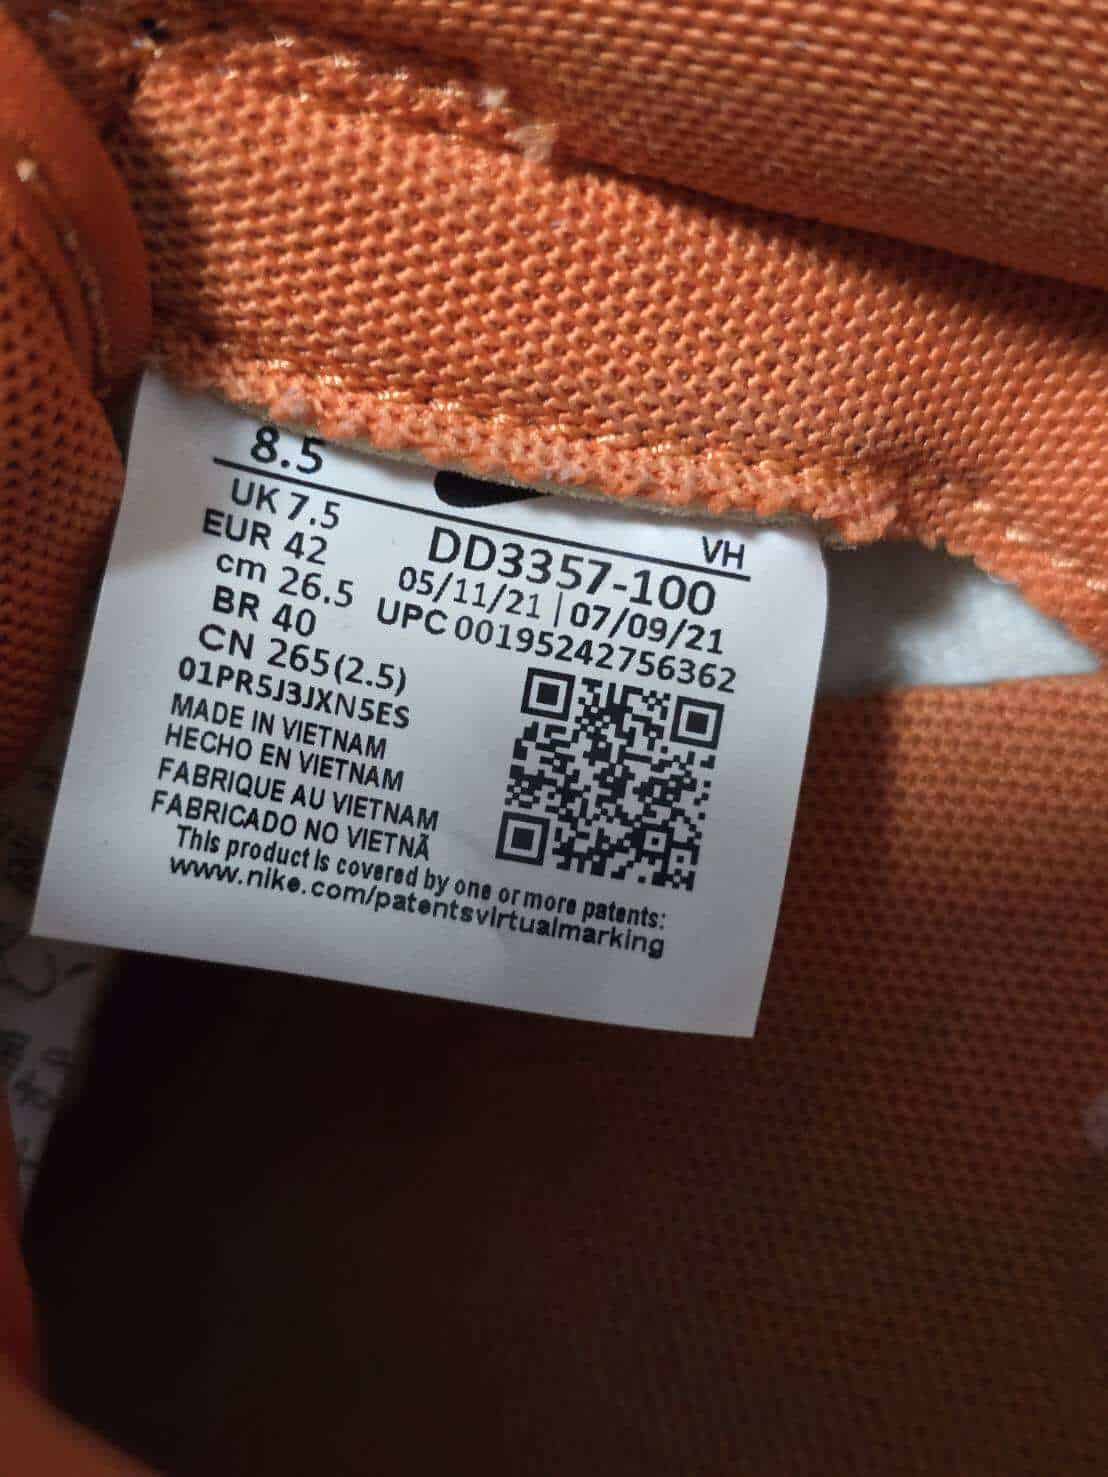 8.5
VH
UK 7.5
EUR 42
cm 26.5
BR 40
CN 265(2.5)
DD3357-100
05/11/21 | 07/09/21
UPC 00195242756362
01PR5J3JXN5ES
MADE IN VIETNAM
HECHO EN VIETNAM
FABRIQUE AU VIETNAM
FABRICADO NO VIETNÃ
This product is covered by one or more patents:
www.nike.com/patentsvirtualmarking